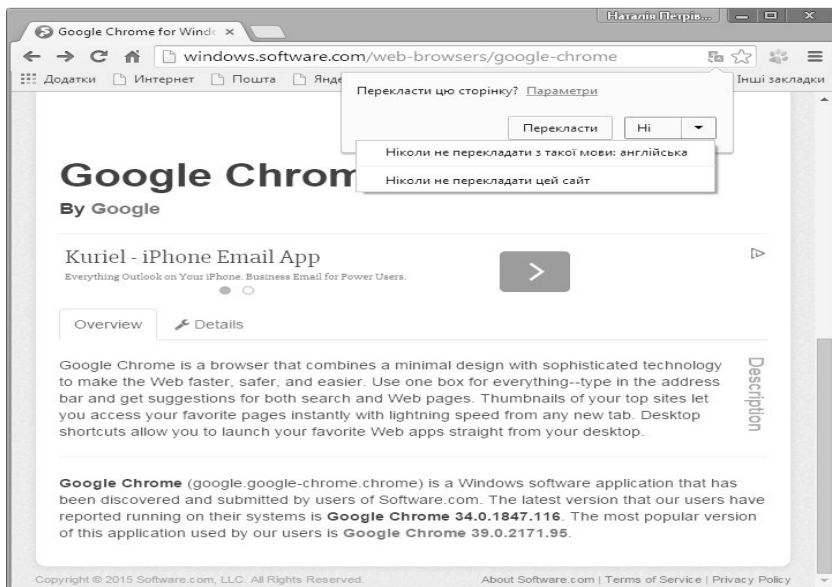 Наталія Петрів...
Google Chrome for Windo
windows.software.com/web-browsers/google-chrome
Додатки Интернет Пошта Янде Інші закладки
Перекласти цю сторінку? Параметри
Перекласти Ні
Ніколи не перекладати з такої мови: англійська
Ніколи не перекладати цей сайт
Google Chrom
By Google
Kuriel - iPhone Email App
Everything Outlook on Your iPhone. Business Email for Power Users.
Overview Details
Google Chrome is a browser that combines a minimal design with sophisticated technology
to make the Web faster, safer, and easier. Use one box for everything--type in the address
bar and get suggestions for both search and Web pages. Thumbnails of your top sites let
you access your favorite pages instantly with lightning speed from any new tab. Desktop
shortcuts allow you to launch your favorite Web apps straight from your desktop.
Description
Google Chrome (google.google-chrome.chrome) is a Windows software application that has
been discovered and submitted by users of Software.com. The latest version that our users have
reported running on their systems is Google Chrome 34.0.1847.116. The most popular version
of this application used by our users is Google Chrome 39.0.2171.95.
Copyright © 2015 Software.com, LLC. All Rights Reserved. About Software.com | Terms of Service | Privacy Policy